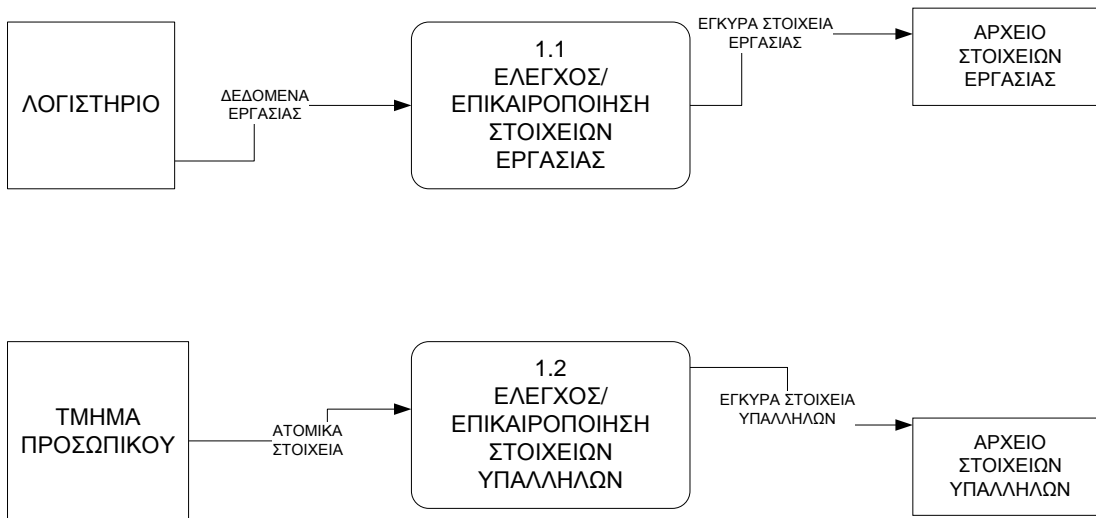 ΛΟΓΙΣΤΗΡΙΟ
ΔΕΔΟΜΕΝΑ
ΕΡΓΑΣΙΑΣ
1.1
ΕΛΕΓΧΟΣ/
ΕΠΙΚΑΙΡΟΠΟΙΗΣΗ
ΣΤΟΙΧΕΙΩΝ
ΕΡΓΑΣΙΑΣ
ΕΓΚΥΡΑ ΣΤΟΙΧΕΙΑ
ΕΡΓΑΣΙΑΣ
ΑΡΧΕΙΟ
ΣΤΟΙΧΕΙΩΝ
ΕΡΓΑΣΙΑΣ
ΤΜΗΜΑ
ΠΡΟΣΩΠΙΚΟΥ
ΑΤΟΜΙΚΑ
ΣΤΟΙΧΕΙΑ
1.2
ΕΛΕΓΧΟΣ/
ΕΠΙΚΑΙΡΟΠΟΙΗΣΗ
ΣΤΟΙΧΕΙΩΝ
ΥΠΑΛΛΗΛΩΝ
ΕΓΚΥΡΑ ΣΤΟΙΧΕΙΑ
ΥΠΑΛΛΗΛΩΝ
ΑΡΧΕΙΟ
ΣΤΟΙΧΕΙΩΝ
ΥΠΑΛΛΗΛΩΝ